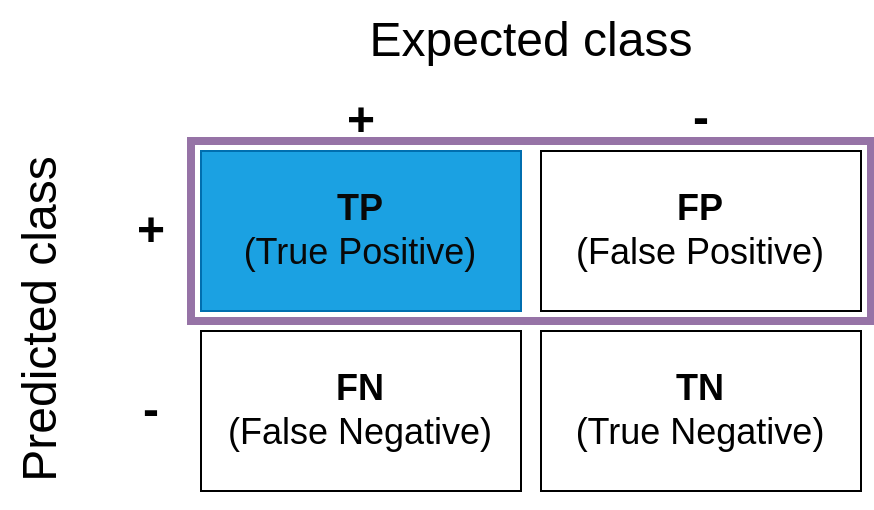 Expected class
+ -
Predicted class
+
TP
(True Positive)
FP
(False Positive)
-
FN
(False Negative)
TN
(True Negative)